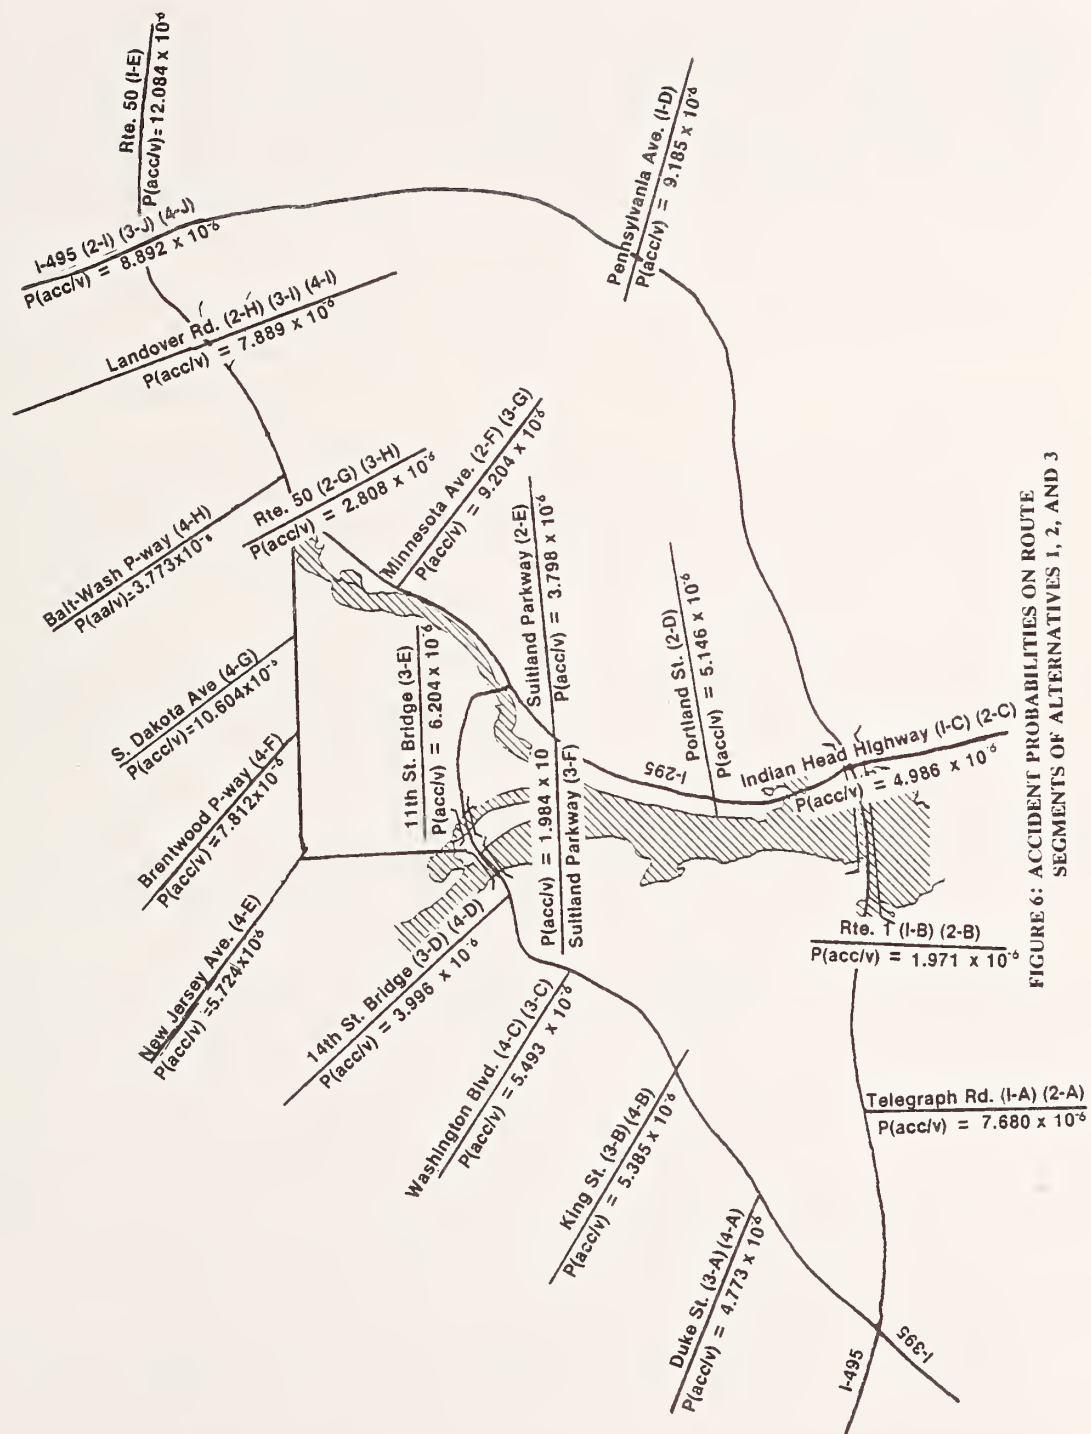 Rte. 50 (I-E)
P(acc/v)= 12.084 x 10⁻⁶
I-495 (2-I) (3-J) (4-J)
P(acc/v) = 8.892 x 10⁻⁶
Landover Rd. (2-H) (3-I) (4-I)
P(acc/v) = 7.889 x 10⁻⁶
Pennsylvania Ave. (I-D)
P(acc/v) = 9.185 x 10⁻⁶
Balt-Wash P-way (4-H)
P(aa/v)=3.773x10⁻⁶
Rte. 50 (2-G) (3-H)
P(acc/v) = 2.808 x 10⁻⁶
Minnesota Ave. (2-F) (3-G)
P(acc/v) = 9.204 x 10⁻⁶
S. Dakota Ave (4-G)
P(acc/v)=10.604x10⁻⁶
Brentwood P-way (4-F)
P(acc/v)=7.812x10⁻⁶
New Jersey Ave. (4-E)
P(acc/v) =5.724x10⁻⁶
11th St. Bridge (3-E)
P(acc/v) = 6.204 x 10⁻⁶
Suitland Parkway (2-E)
P(acc/v) = 3.798 x 10⁻⁶
P(acc/v) = 1.984 x 10
Suitland Parkway (3-F)
Portland St. (2-D)
P(acc/v) = 5.146 x 10⁻⁶
I-295
Indian Head Highway (I-C) (2-C)
P(acc/v) = 4.986 x 10⁻⁶
14th St. Bridge (3-D) (4-D)
P(acc/v) = 3.996 x 10⁻⁶
Washington Blvd. (4-C) (3-C)
P(acc/v) = 5.493 x 10⁻⁶
King St. (3-B) (4-B)
P(acc/v) = 5.385 x 10⁻⁶
Duke St. (3-A) (4-A)
P(acc/v) = 4.773 x 10⁻⁶
Rte. 1 (I-B) (2-B)
P(acc/v) = 1.971 x 10⁻⁶
Telegraph Rd. (I-A) (2-A)
P(acc/v) = 7.680 x 10⁻⁶
I-495
I-395
FIGURE 6: ACCIDENT PROBABILITIES ON ROUTE
SEGMENTS OF ALTERNATIVES 1, 2, AND 3